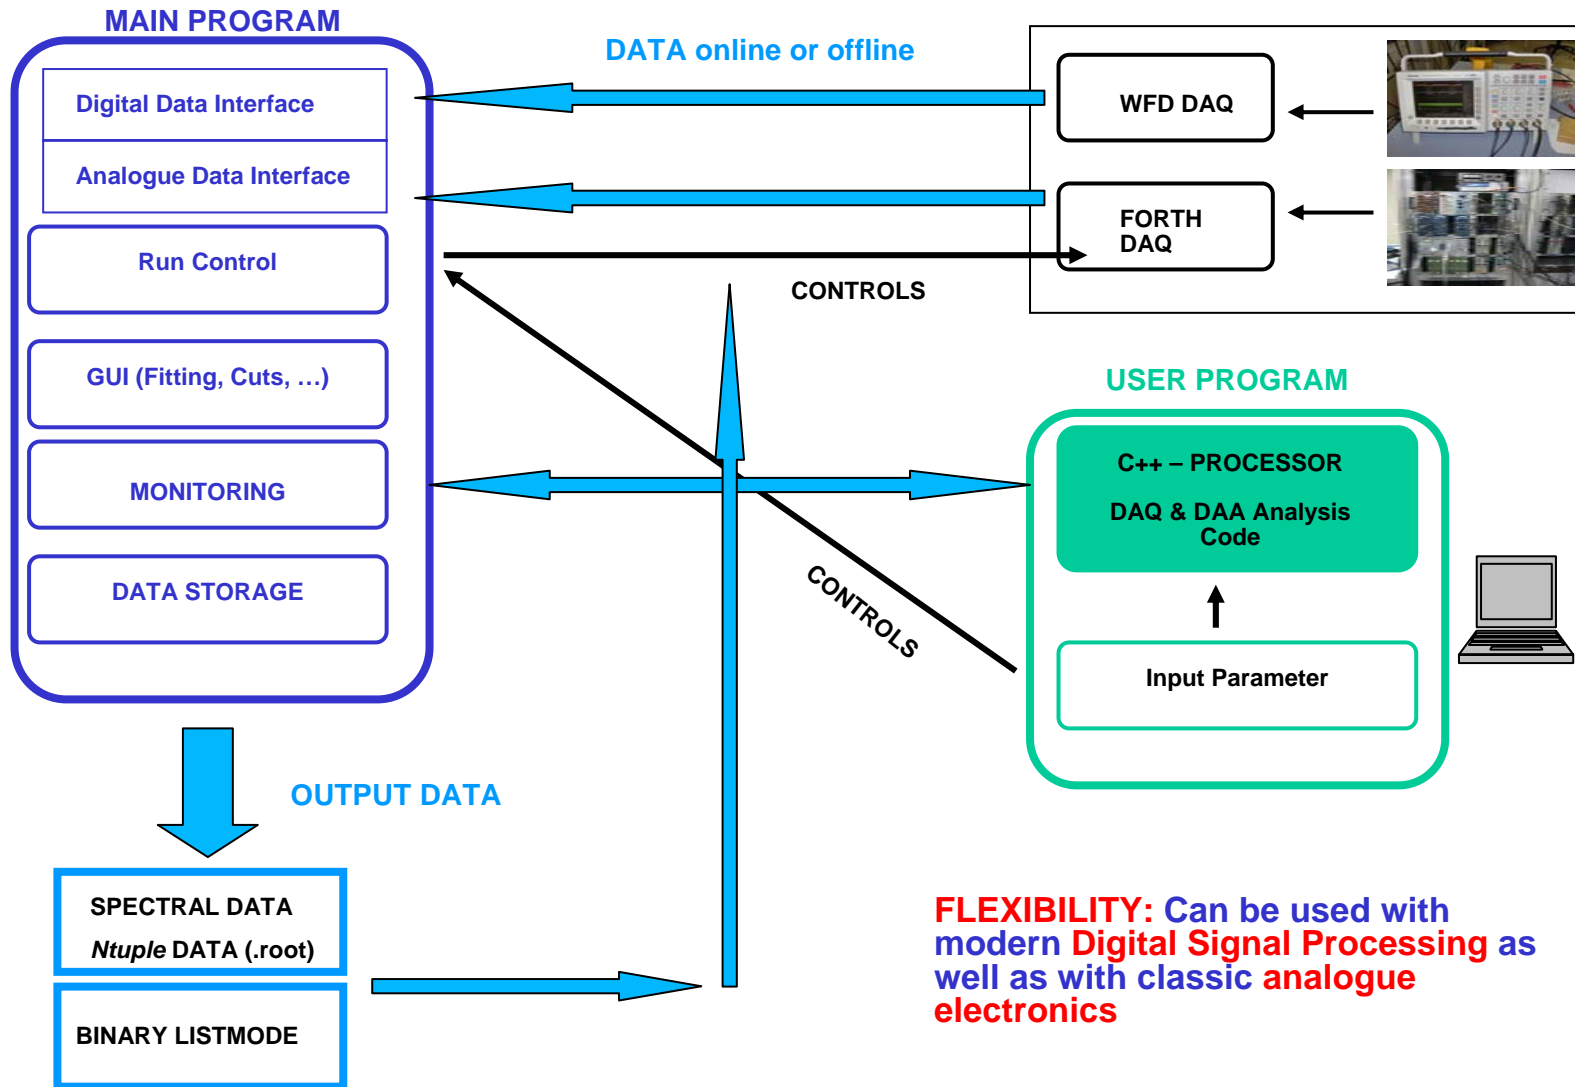 MAIN PROGRAM
Digital Data Interface
Analogue Data Interface
Run Control
GUI (Fitting, Cuts, …)
MONITORING
DATA STORAGE
DATA online or offline
WFD DAQ
FORTH
DAQ
CONTROLS
USER PROGRAM
C++ – PROCESSOR
DAQ & DAA Analysis
Code
Input Parameter
CONTROLS
OUTPUT DATA
SPECTRAL DATA
Ntuple DATA (.root)
BINARY LISTMODE
FLEXIBILITY: Can be used with
modern Digital Signal Processing as
well as with classic analogue
electronics